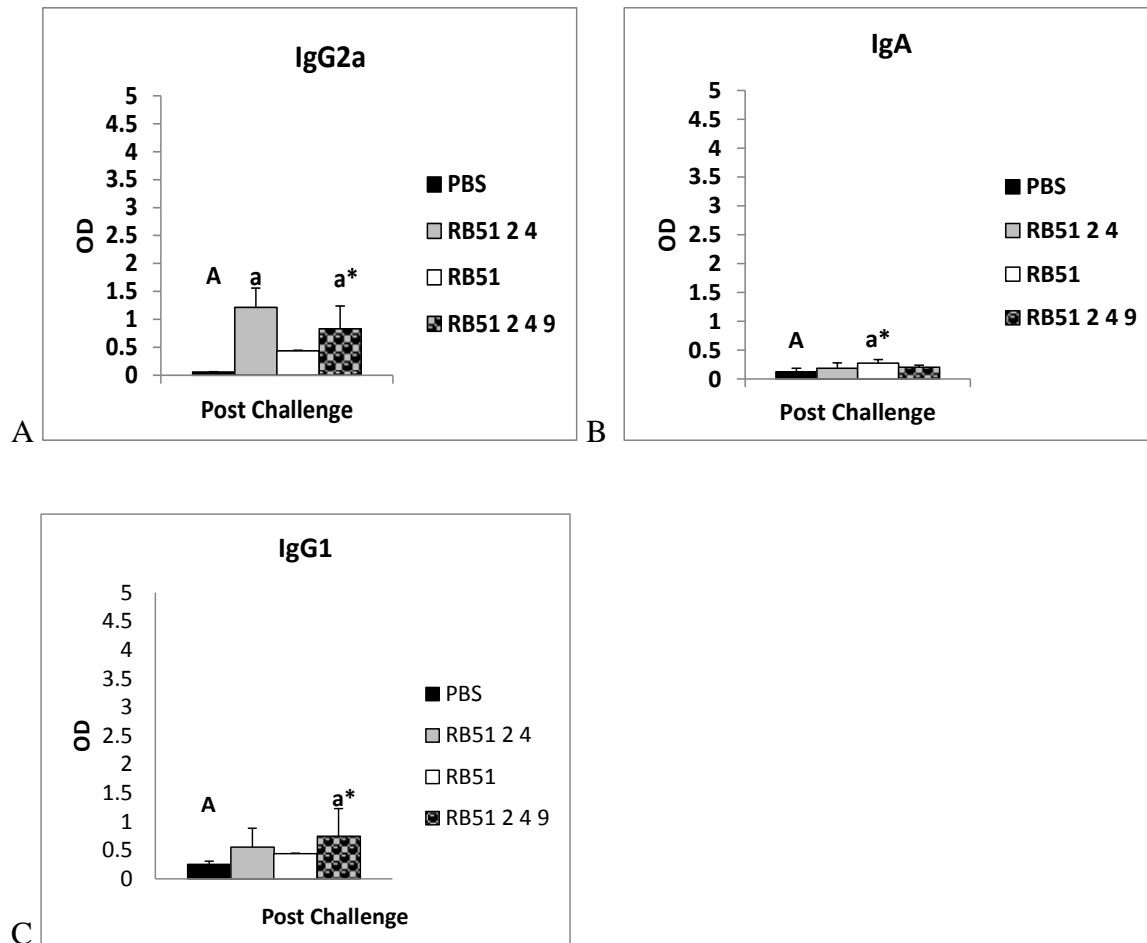 IgG2a
5
4.5
4
3.5
3
2.5
2
1.5
1
0.5
0
OD
A
a
a*
Post Challenge
PBS
RB51 2 4
RB51
RB51 2 4 9
A
IgA
5
4.5
4
3.5
3
2.5
2
1.5
1
0.5
0
OD
A
a*
Post Challenge
PBS
RB51 2 4
RB51
RB51 2 4 9
B
IgG1
5
4.5
4
3.5
3
2.5
2
1.5
1
0.5
0
OD
A
a*
Post Challenge
PBS
RB51 2 4
RB51
RB51 2 4 9
C